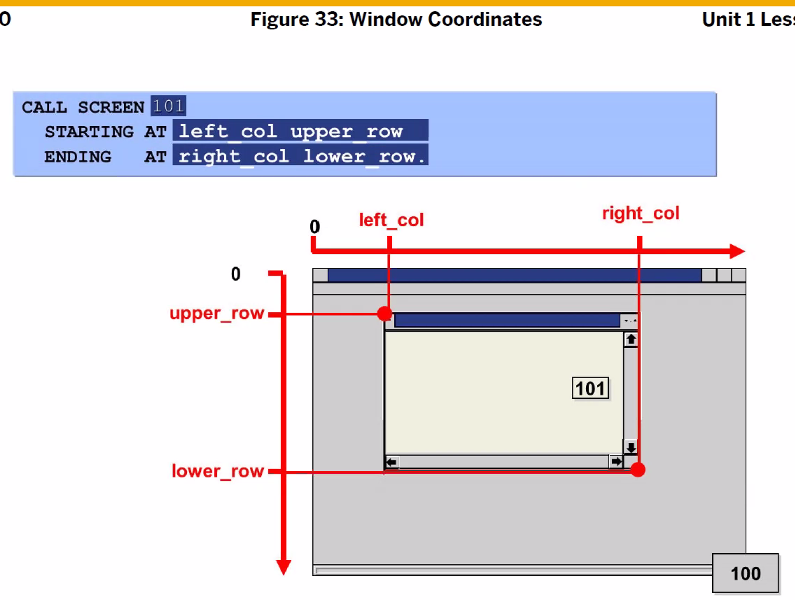 0
Figure 33: Window Coordinates
Unit 1 Less
CALL SCREEN 101
STARTING AT left_col upper_row
ENDING AT right_col lower_row.
right_col
left_col
0
0
upper_row
101
lower_row
100